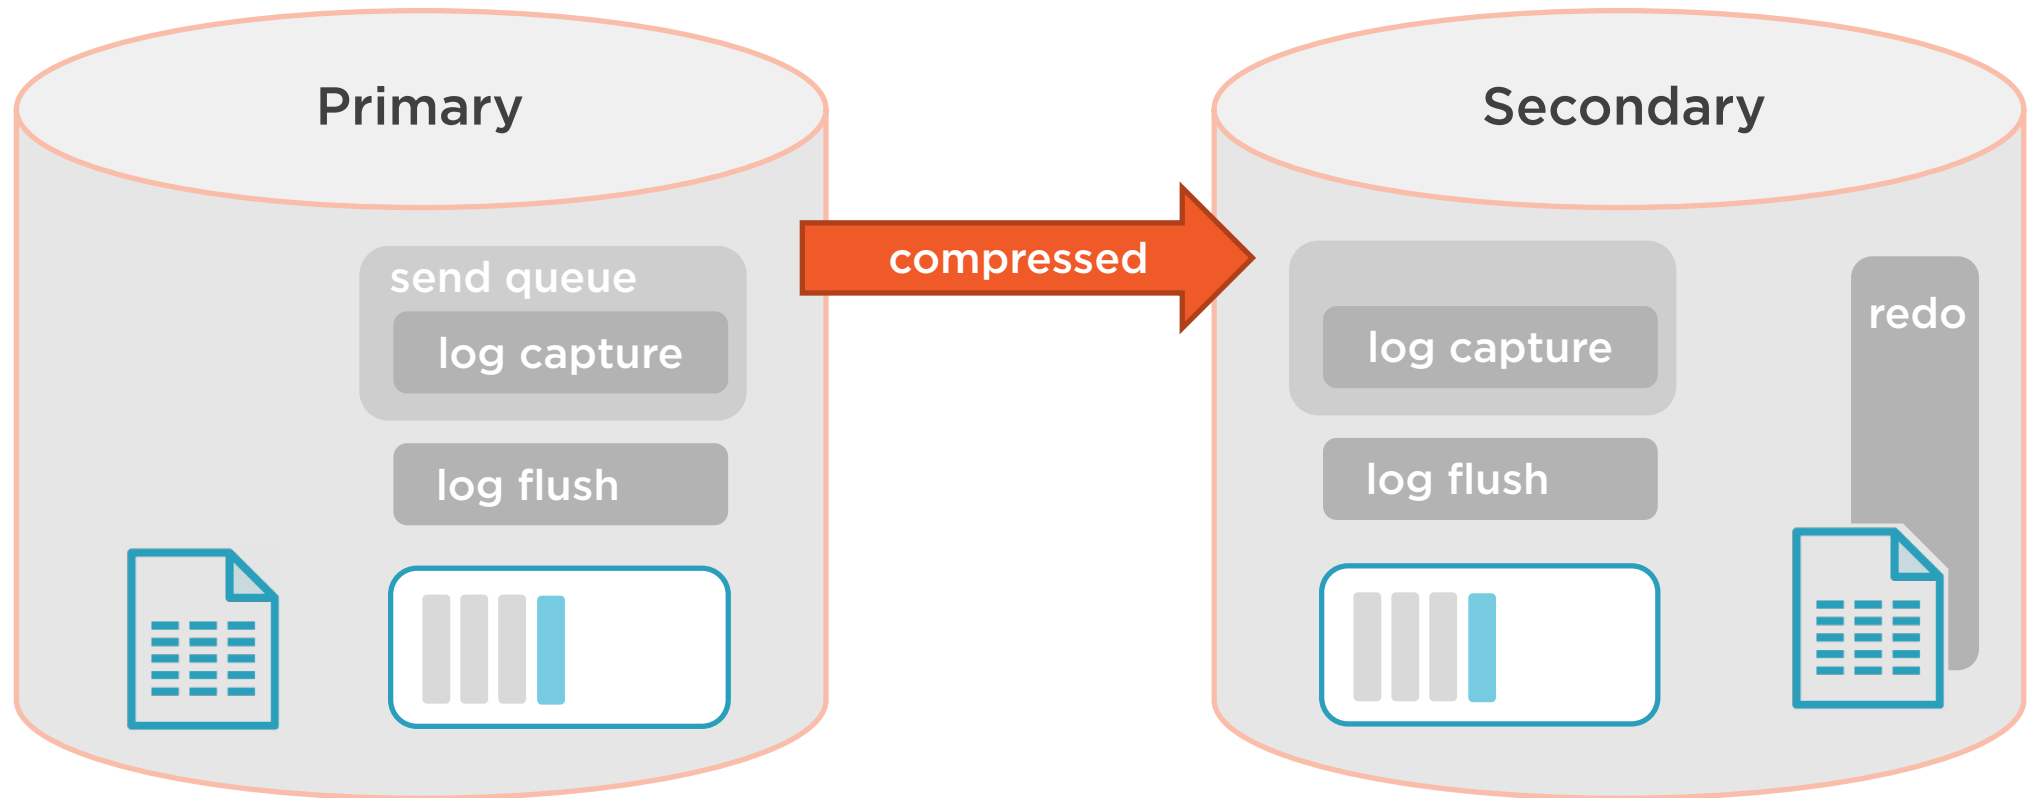 Primary
send queue
log capture
log flush
compressed
Secondary
log capture
log flush
redo